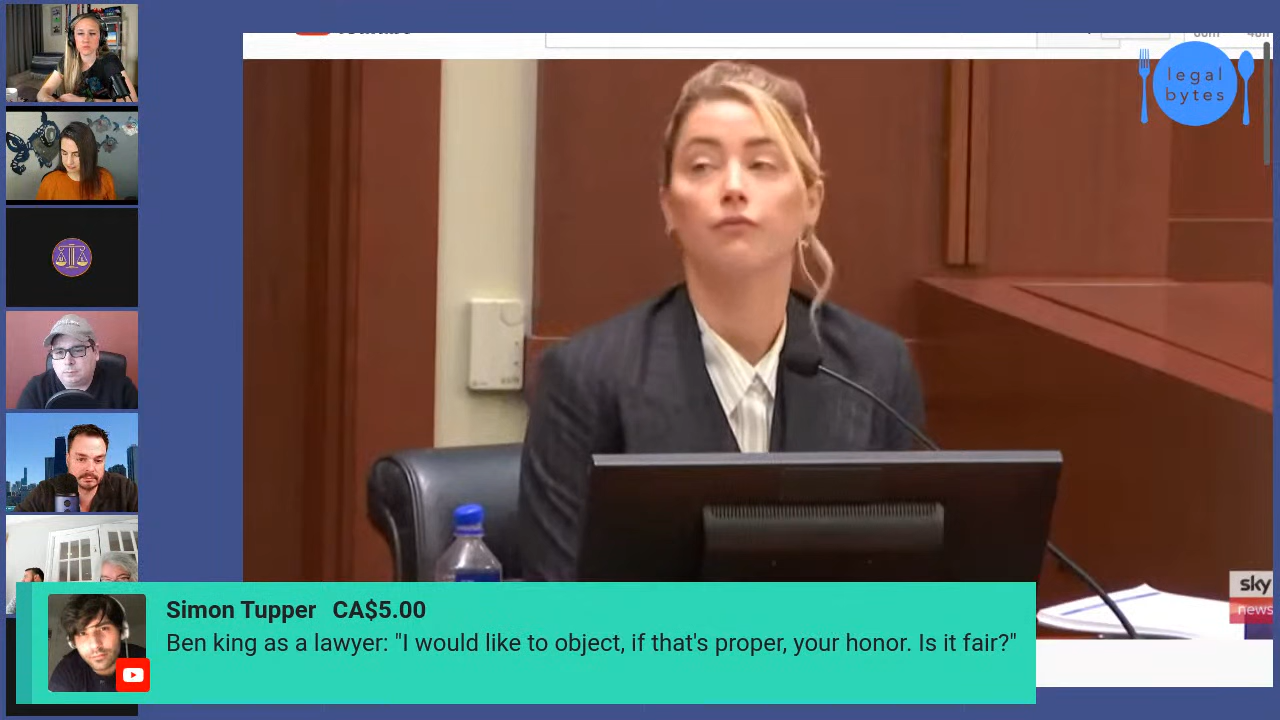 legal
bytes
sky
news
Simon Tupper CA$5.00
Ben king as a lawyer: "I would like to object, if that's proper, your honor. Is it fair?"